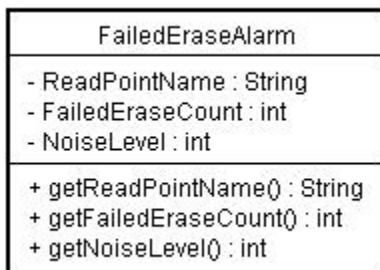 FailedEraseAlarm
- ReadPointName : String
- FailedEraseCount : int
- NoiseLevel : int
+ getReadPointName() : String
+ getFailedEraseCount() : int
+ getNoiseLevel() : int